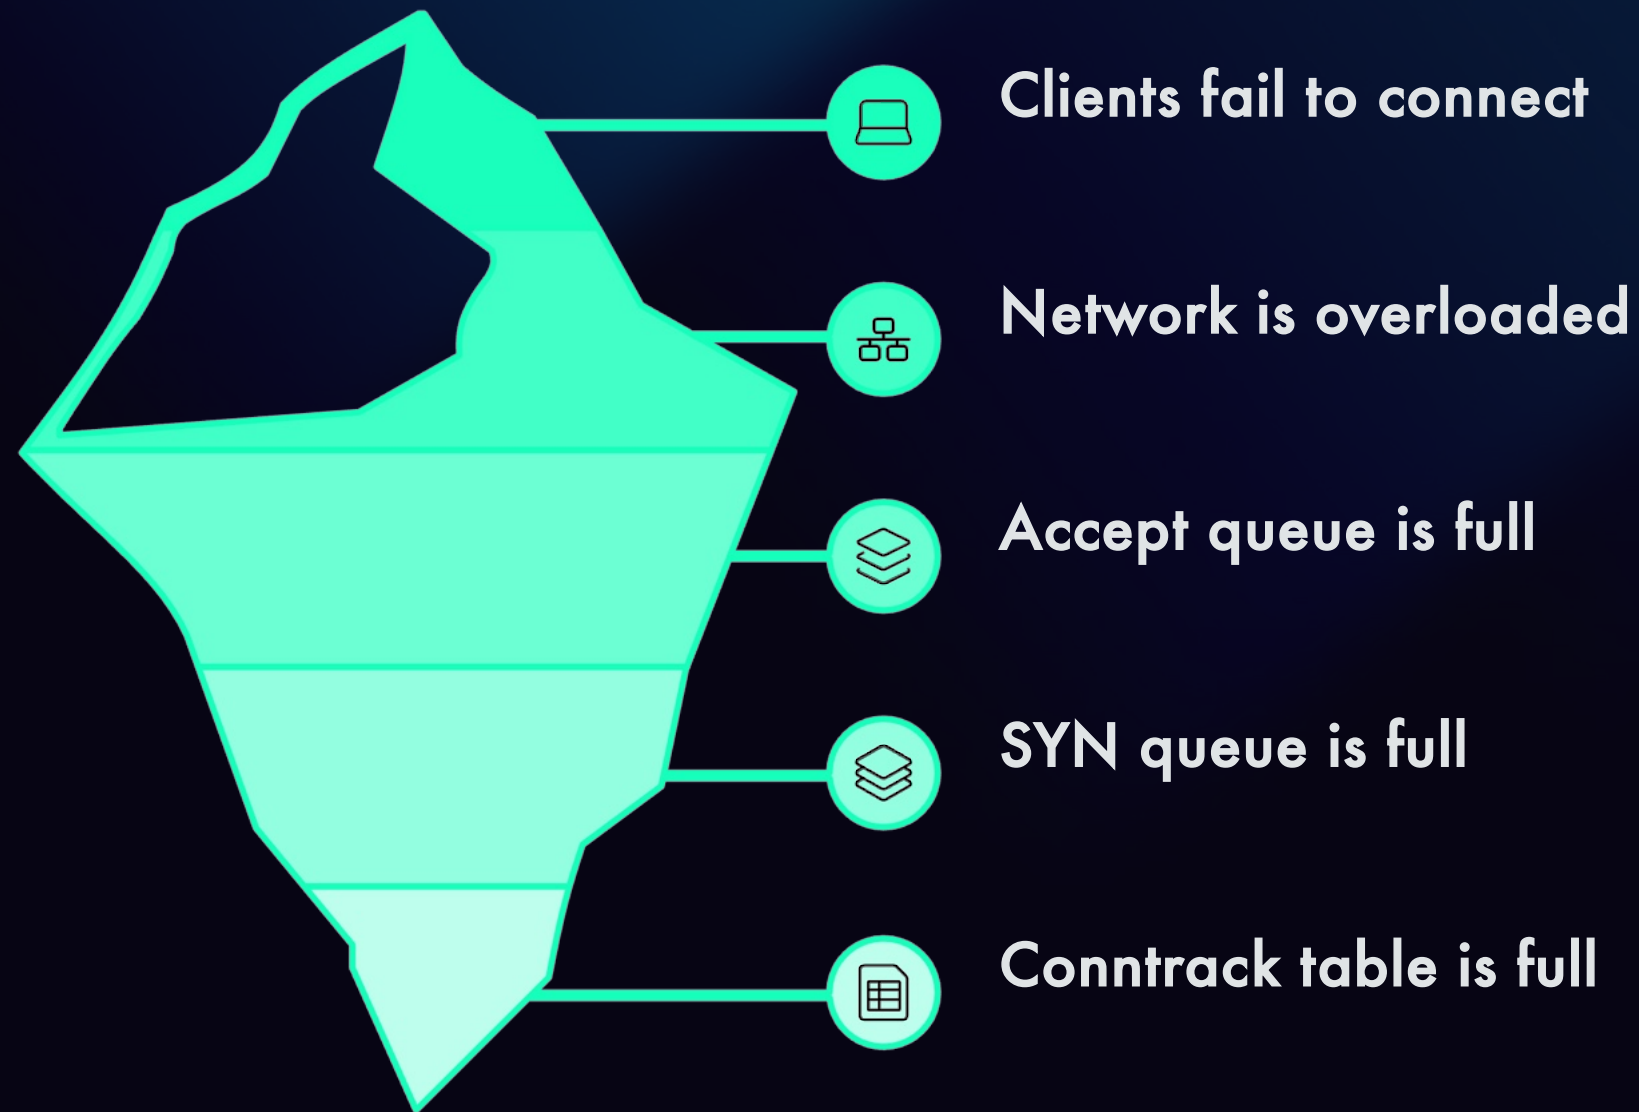 Clients fail to connect
Network is overloaded
Accept queue is full
SYN queue is full
Conntrack table is full